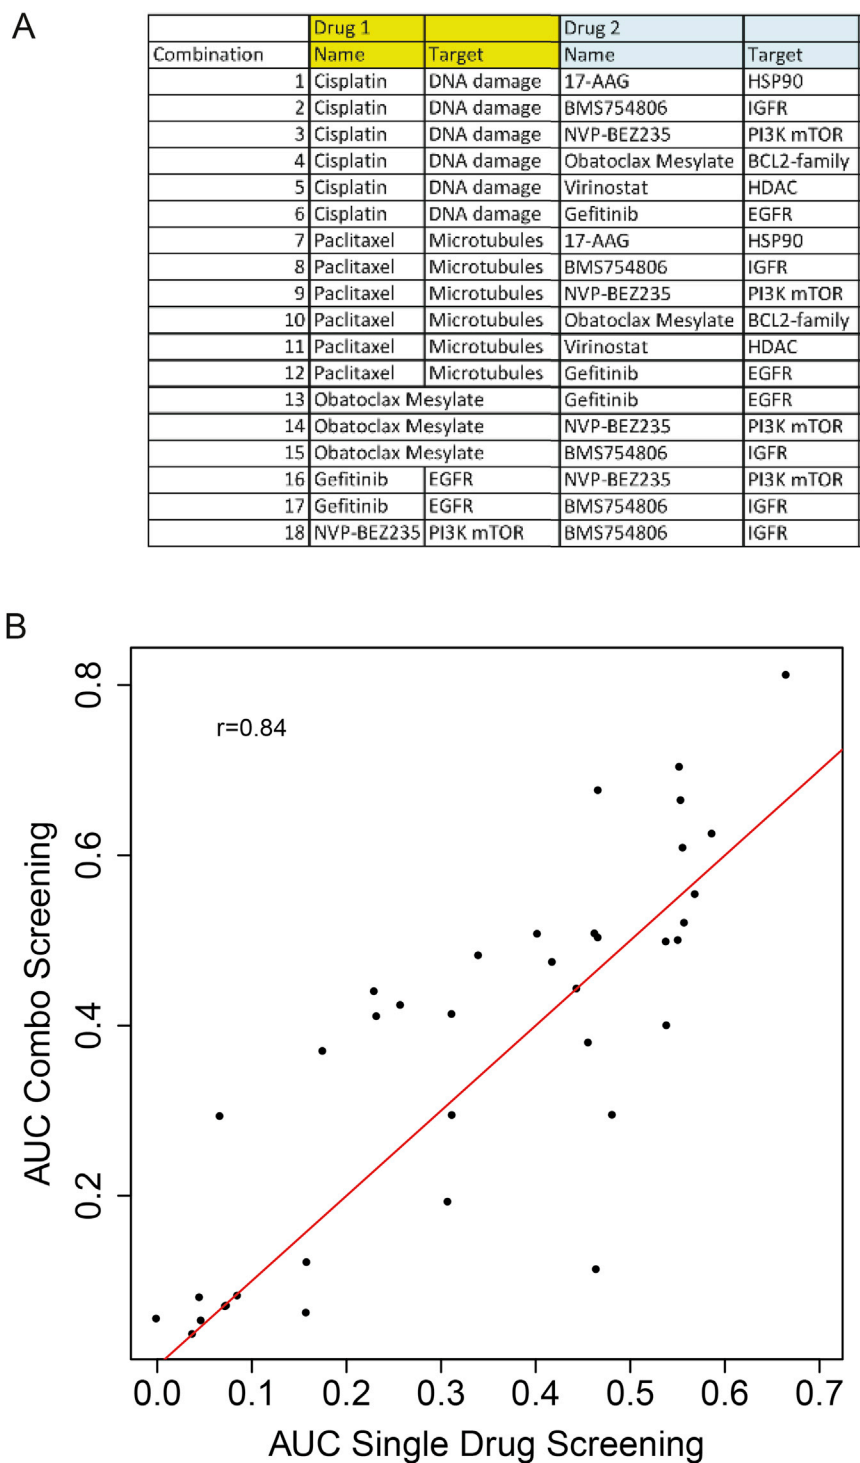 A
Drug 1 Drug 2
Combination Name Target Name Target
1 Cisplatin DNA damage 17-AAG HSP90
2 Cisplatin DNA damage BMS754806 IGFR
3 Cisplatin DNA damage NVP-BEZ235 PI3K mTOR
4 Cisplatin DNA damage Obatoclax Mesylate BCL2-family
5 Cisplatin DNA damage Virinostat HDAC
6 Cisplatin DNA damage Gefitinib EGFR
7 Paclitaxel Microtubules 17-AAG HSP90
8 Paclitaxel Microtubules BMS754806 IGFR
9 Paclitaxel Microtubules NVP-BEZ235 PI3K mTOR
10 Paclitaxel Microtubules Obatoclax Mesylate BCL2-family
11 Paclitaxel Microtubules Virinostat HDAC
12 Paclitaxel Microtubules Gefitinib EGFR
13 Obatoclax Mesylate Gefitinib EGFR
14 Obatoclax Mesylate NVP-BEZ235 PI3K mTOR
15 Obatoclax Mesylate BMS754806 IGFR
16 Gefitinib EGFR NVP-BEZ235 PI3K mTOR
17 Gefitinib EGFR BMS754806 IGFR
18 NVP-BEZ235 PI3K mTOR BMS754806 IGFR
B
r=0.84
AUC Combo Screening
0.8
0.6
0.4
0.2
0.0 0.1 0.2 0.3 0.4 0.5 0.6 0.7
AUC Single Drug Screening